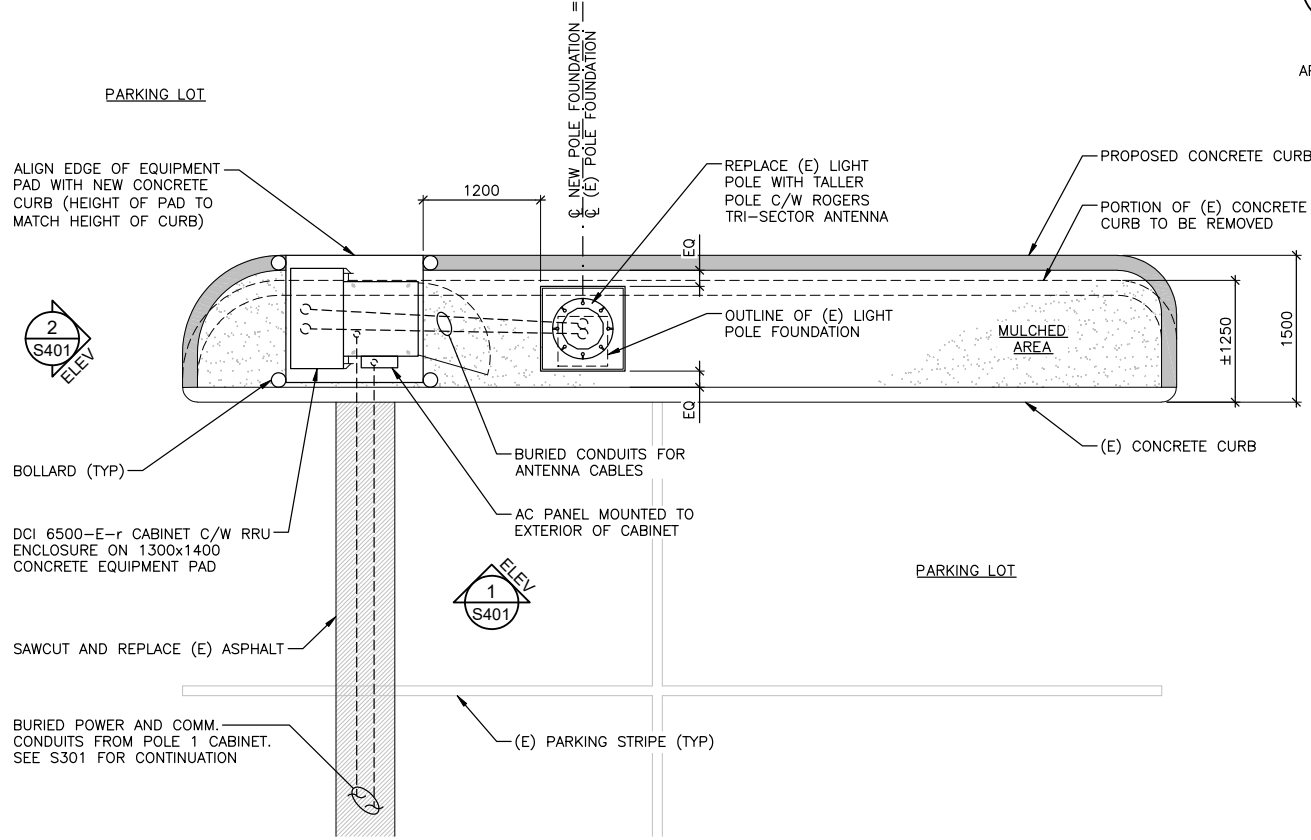 PARKING LOT
ALIGN EDGE OF EQUIPMENT
PAD WITH NEW CONCRETE
CURB (HEIGHT OF PAD TO
MATCH HEIGHT OF CURB)
1200
℄ NEW POLE FOUNDATION =
℄ (E) POLE FOUNDATION
REPLACE (E) LIGHT
POLE WITH TALLER
POLE C/W ROGERS
TRI-SECTOR ANTENNA
PROPOSED CONCRETE CURB
PORTION OF (E) CONCRETE
CURB TO BE REMOVED
EQ
OUTLINE OF (E) LIGHT
POLE FOUNDATION
MULCHED
AREA
±1250
1500
2
S401
ELEV
EQ
BOLLARD (TYP)
BURIED CONDUITS FOR
ANTENNA CABLES
(E) CONCRETE CURB
AC PANEL MOUNTED TO
EXTERIOR OF CABINET
DCI 6500-E-r CABINET C/W RRU
ENCLOSURE ON 1300x1400
CONCRETE EQUIPMENT PAD
1
S401
ELEV
PARKING LOT
SAWCUT AND REPLACE (E) ASPHALT
BURIED POWER AND COMM.
CONDUITS FROM POLE 1 CABINET.
SEE S301 FOR CONTINUATION
(E) PARKING STRIPE (TYP)